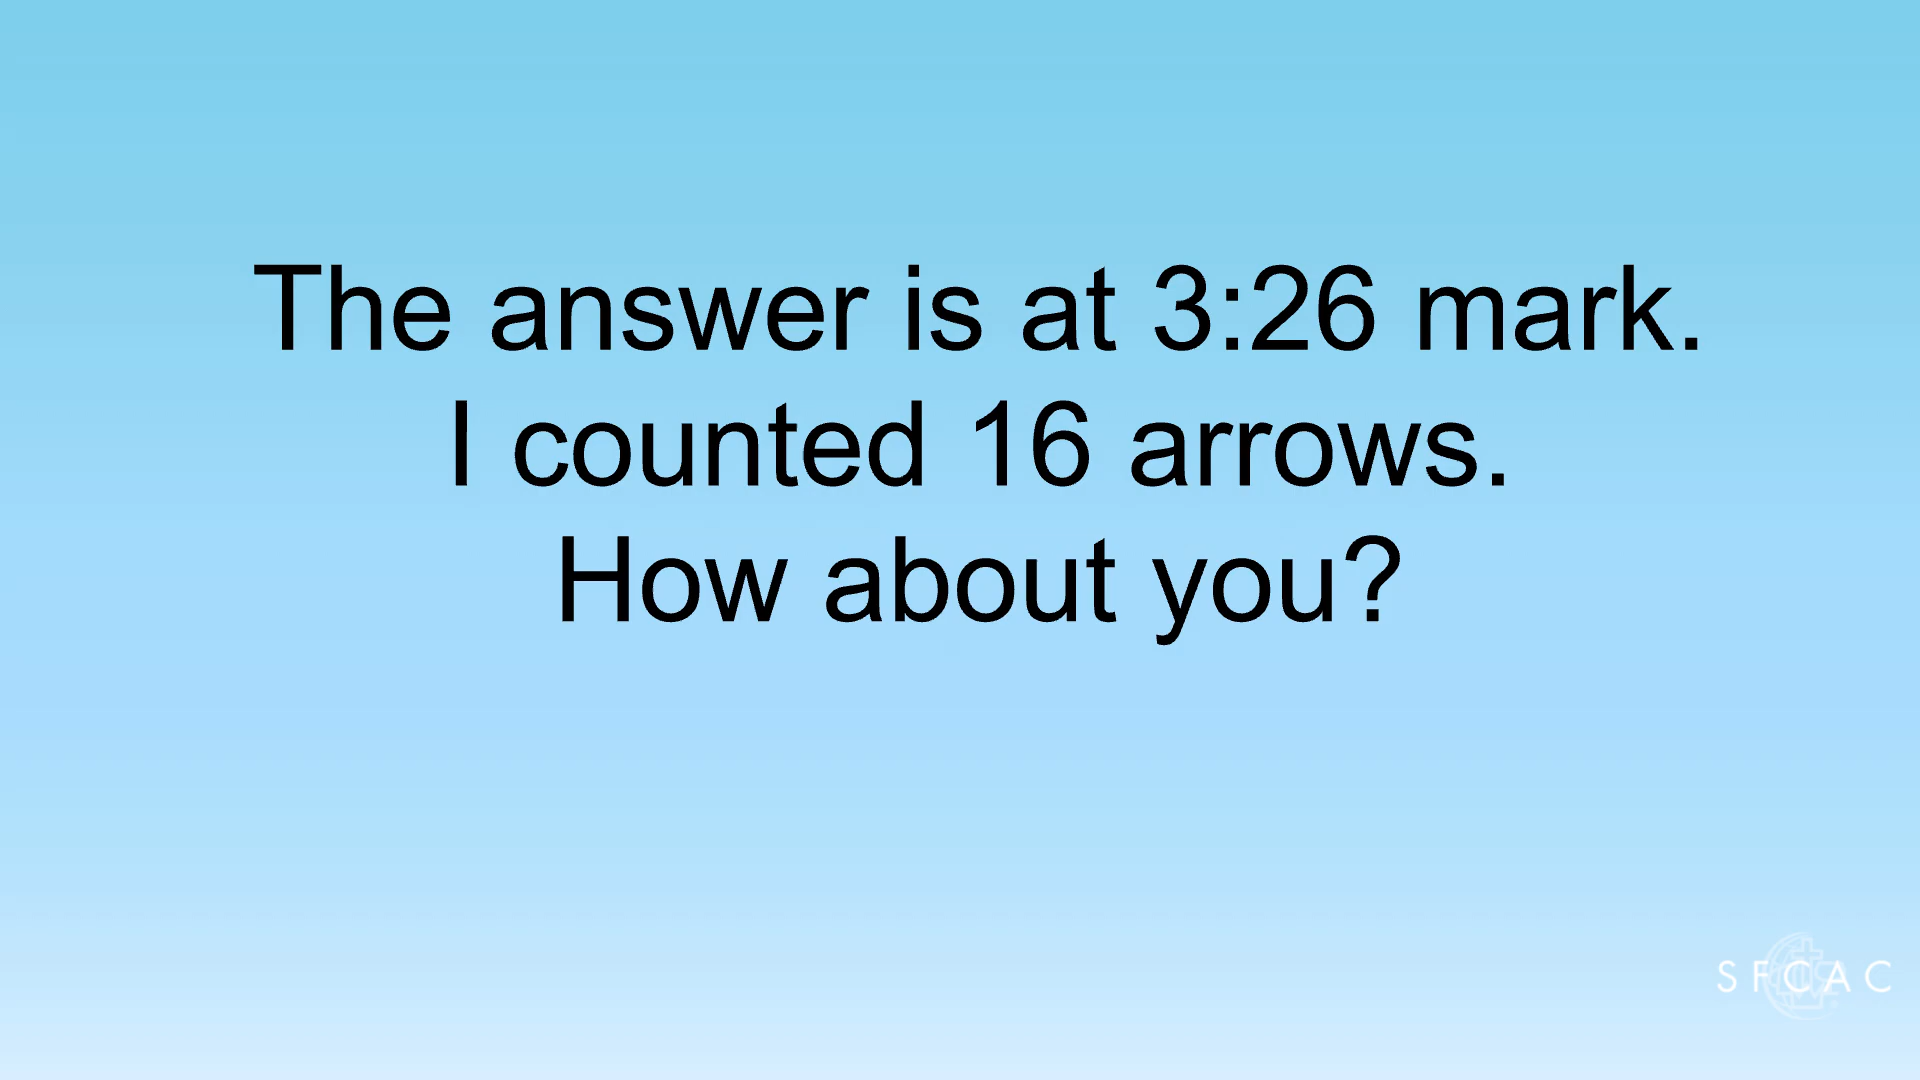 The answer is at 3:26 mark.
I counted 16 arrows.
How about you?
SFCAC